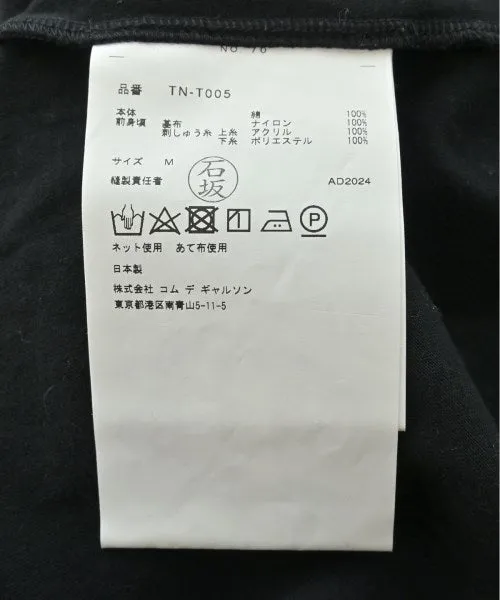 NO 76
品番 TN-T005
本体 綿 100%
前身頃 基布 ナイロン 100%
刺しゅう糸 上糸 アクリル 100%
下糸 ポリエステル 100%
サイズ M
縫製責任者 石坂 AD2024
ネット使用 あて布使用
日本製
株式会社 コム デ ギャルソン
東京都港区南青山5-11-5